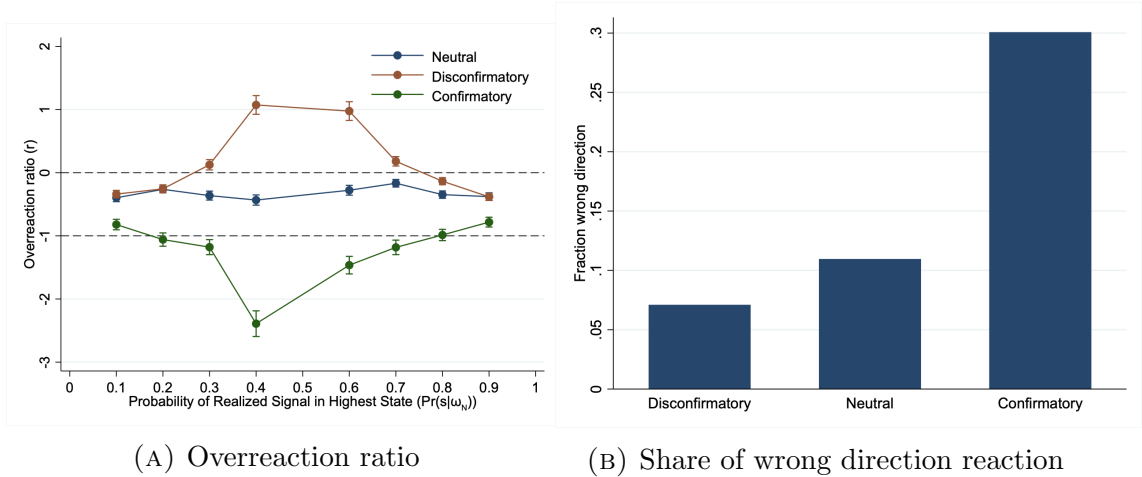 2
1
0
-1
-2
-3
Overreaction ratio (r)
Neutral
Disconfirmatory
Confirmatory
0 0.1 0.2 0.3 0.4 0.6 0.7 0.8 0.9 1
Probability of Realized Signal in Highest State (Pr(s|ω_N))
(A) Overreaction ratio
.3
.25
.2
.15
.1
.05
0
Fraction wrong direction
Disconfirmatory Neutral Confirmatory
(B) Share of wrong direction reaction